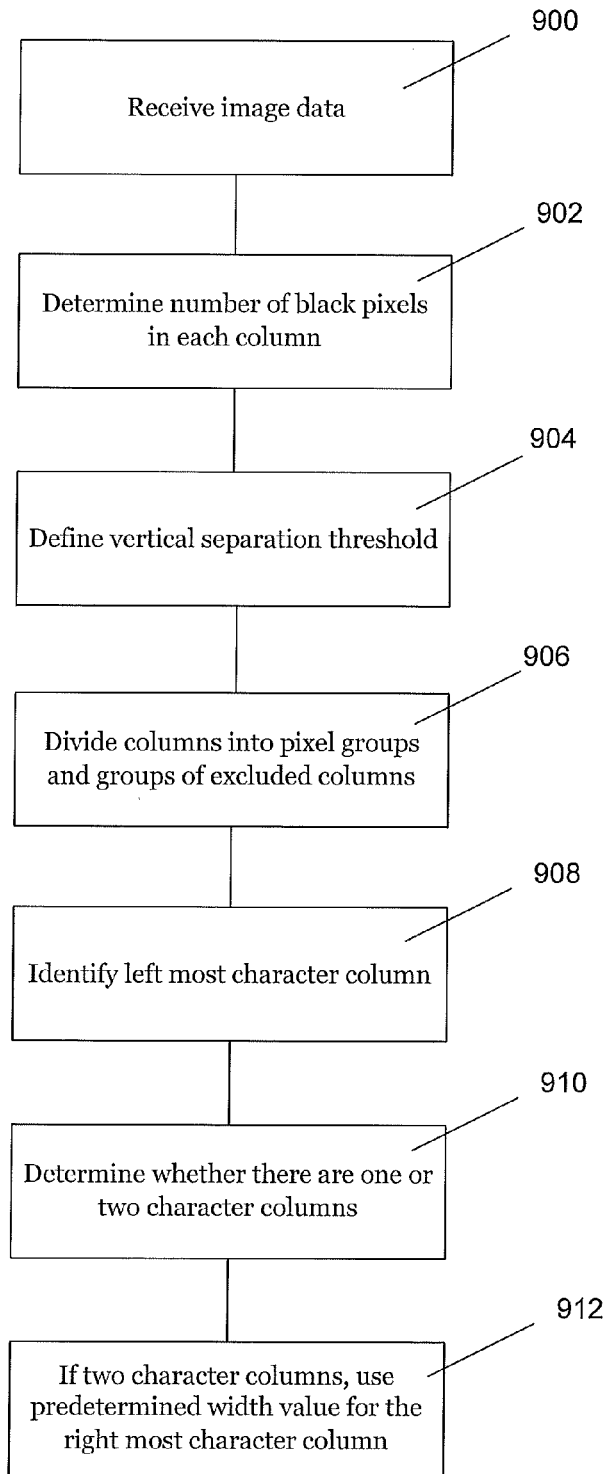 900
Receive image data
902
Determine number of black pixels
in each column
904
Define vertical separation threshold
906
Divide columns into pixel groups
and groups of excluded columns
908
Identify left most character column
910
Determine whether there are one or
two character columns
912
If two character columns, use
predetermined width value for the
right most character column